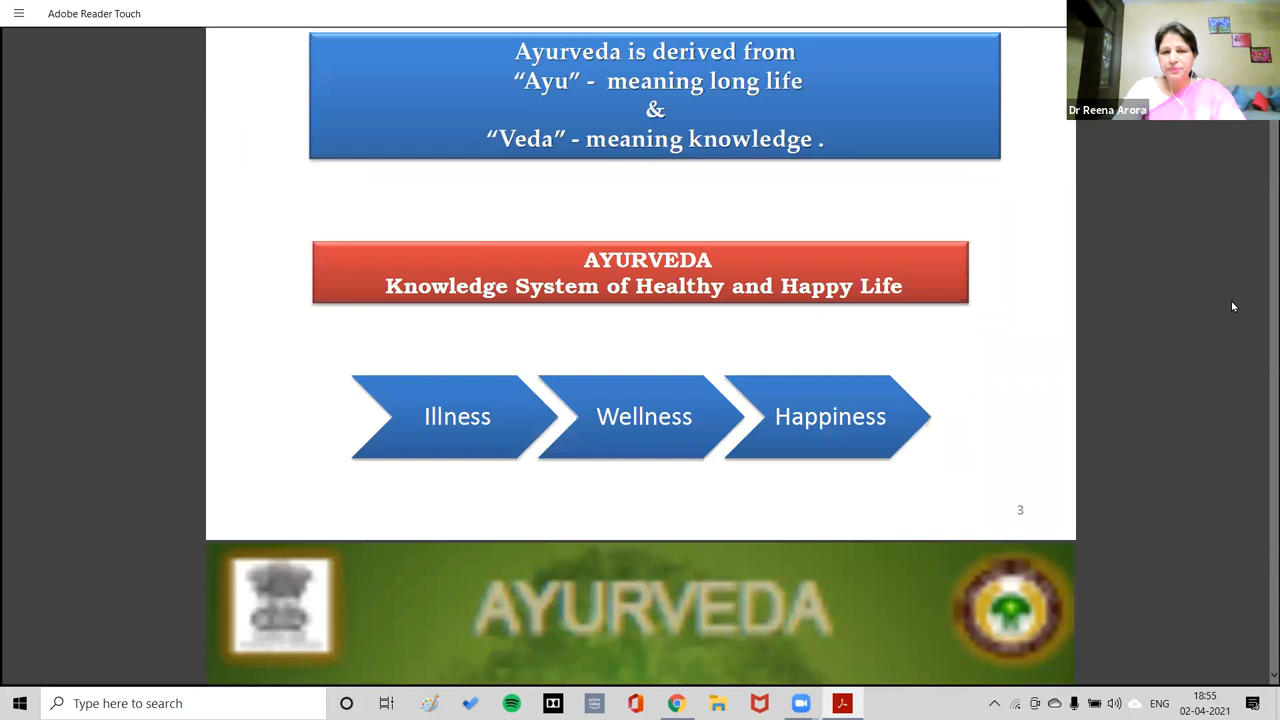 Adobe Reader Touch
Ayurveda is derived from
“Ayu” - meaning long life
&
“Veda” - meaning knowledge .
Dr Reena Arora
AYURVEDA
Knowledge System of Healthy and Happy Life
Illness
Wellness
Happiness
3
AYURVEDA
Type here to search
ENG
18:55
02-04-2021